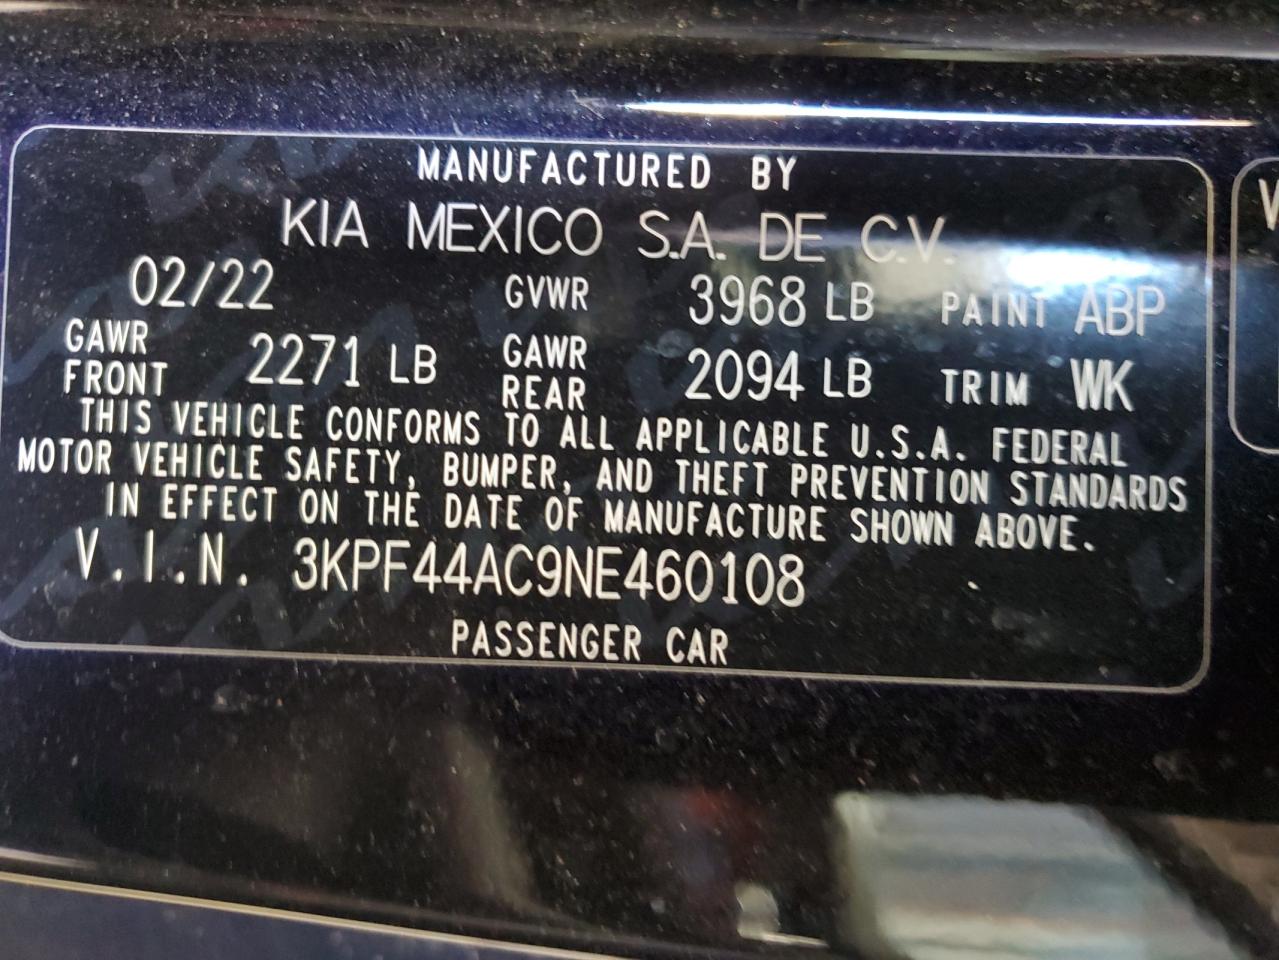 MANUFACTURED BY
KIA MEXICO S.A. DE C.V.
02/22 GVWR 3968 LB PAINT ABP
GAWR FRONT 2271 LB GAWR REAR 2094 LB TRIM WK
THIS VEHICLE CONFORMS TO ALL APPLICABLE U.S.A. FEDERAL
MOTOR VEHICLE SAFETY, BUMPER, AND THEFT PREVENTION STANDARDS
IN EFFECT ON THE DATE OF MANUFACTURE SHOWN ABOVE.
V.I.N. 3KPF44AC9NE460108
PASSENGER CAR